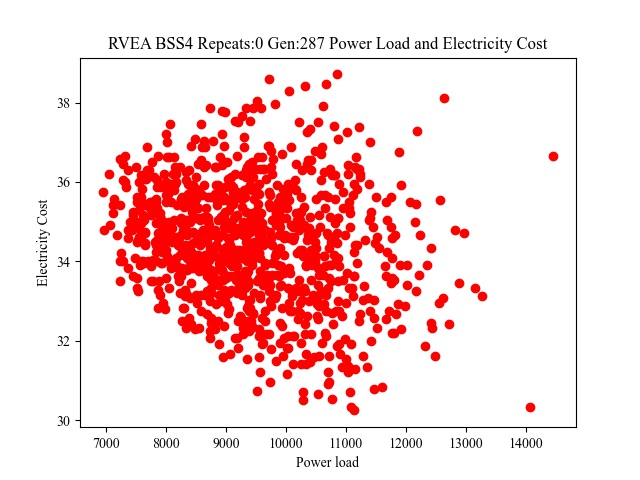 RVEA BSS4 Repeats:0 Gen:287 Power Load and Electricity Cost
Electricity Cost
38
36
34
32
30
7000 8000 9000 10000 11000 12000 13000 14000
Power load